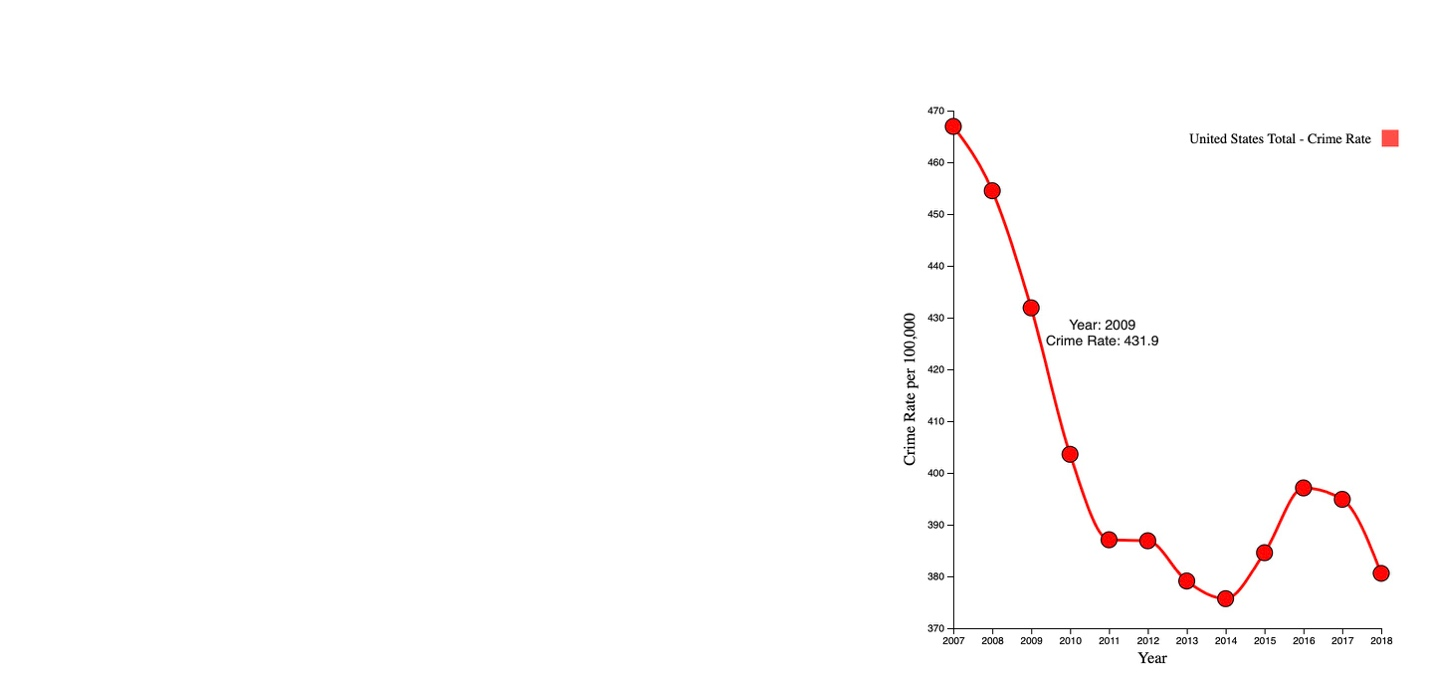 470
United States Total - Crime Rate
460
450
440
430
Year: 2009
Crime Rate: 431.9
420
410
400
390
380
370
Crime Rate per 100,000
2007 2008 2009 2010 2011 2012 2013 2014 2015 2016 2017 2018
Year